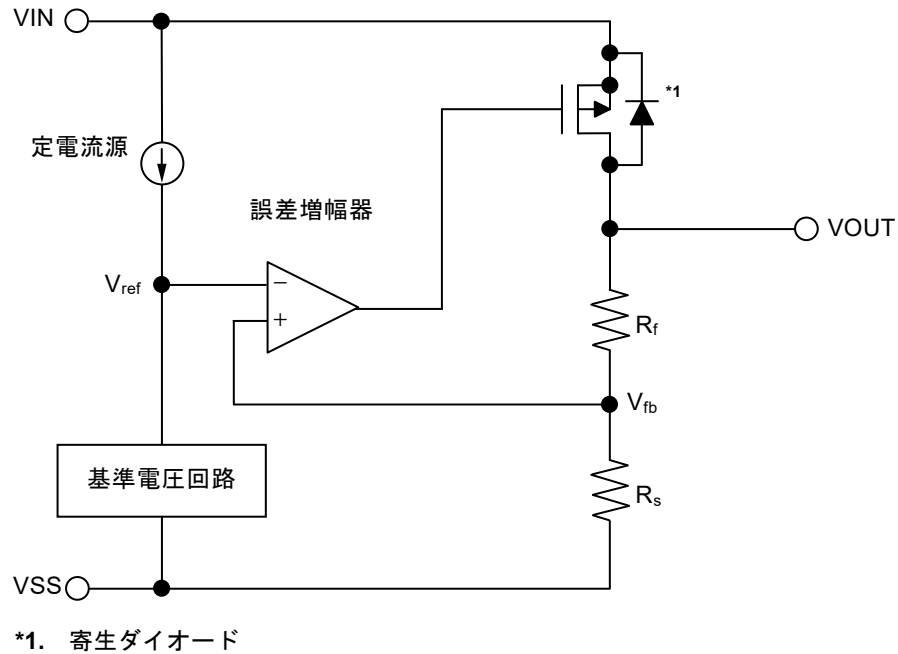 VIN
*1
定電流源
誤差増幅器
VOUT
Vref
−
+
Rf
Vfb
基準電圧回路
Rs
VSS
*1. 寄生ダイオード